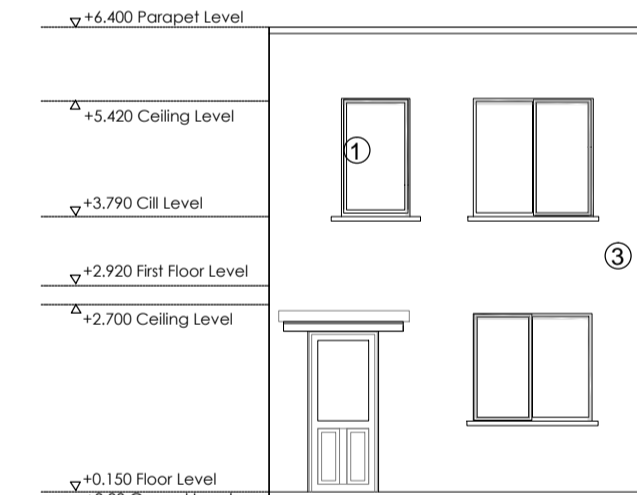 +6.400 Parapet Level
+5.420 Ceiling Level
1
+3.790 Cill Level
3
+2.920 First Floor Level
+2.700 Ceiling Level
+0.150 Floor Level